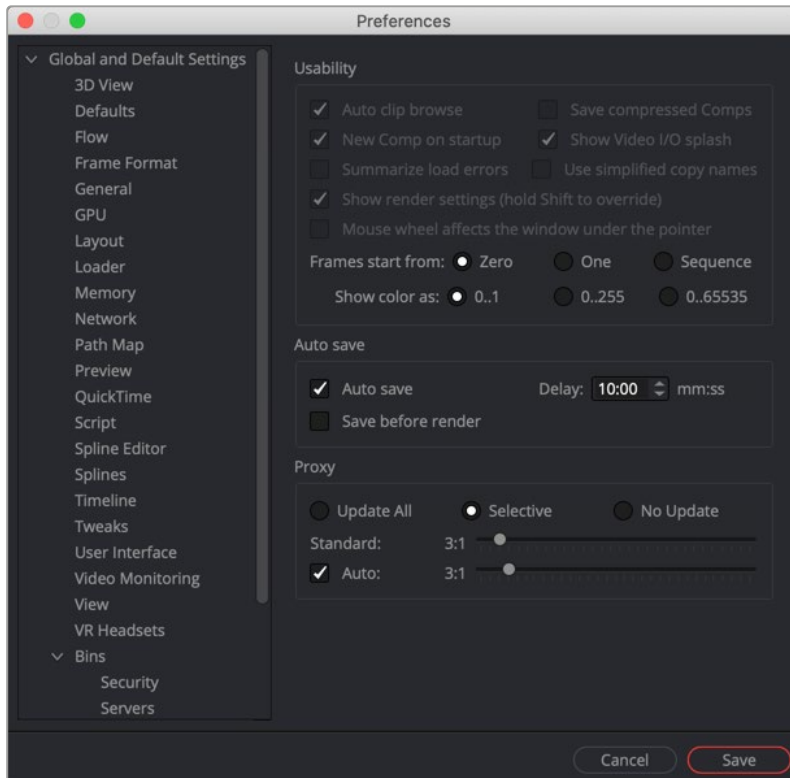 Preferences
Global and Default Settings
3D View
Defaults
Flow
Frame Format
General
GPU
Layout
Loader
Memory
Network
Path Map
Preview
QuickTime
Script
Spline Editor
Splines
Timeline
Tweaks
User Interface
Video Monitoring
View
VR Headsets
Bins
Security
Servers
Usability
Auto clip browse Save compressed Comps
New Comp on startup Show Video I/O splash
Summarize load errors Use simplified copy names
Show render settings (hold Shift to override)
Mouse wheel affects the window under the pointer
Frames start from: Zero One Sequence
Show color as: 0..1 0..255 0..65535
Auto save
Auto save Delay: 10:00 mm:ss
Save before render
Proxy
Update All Selective No Update
Standard: 3:1
Auto: 3:1
Cancel Save